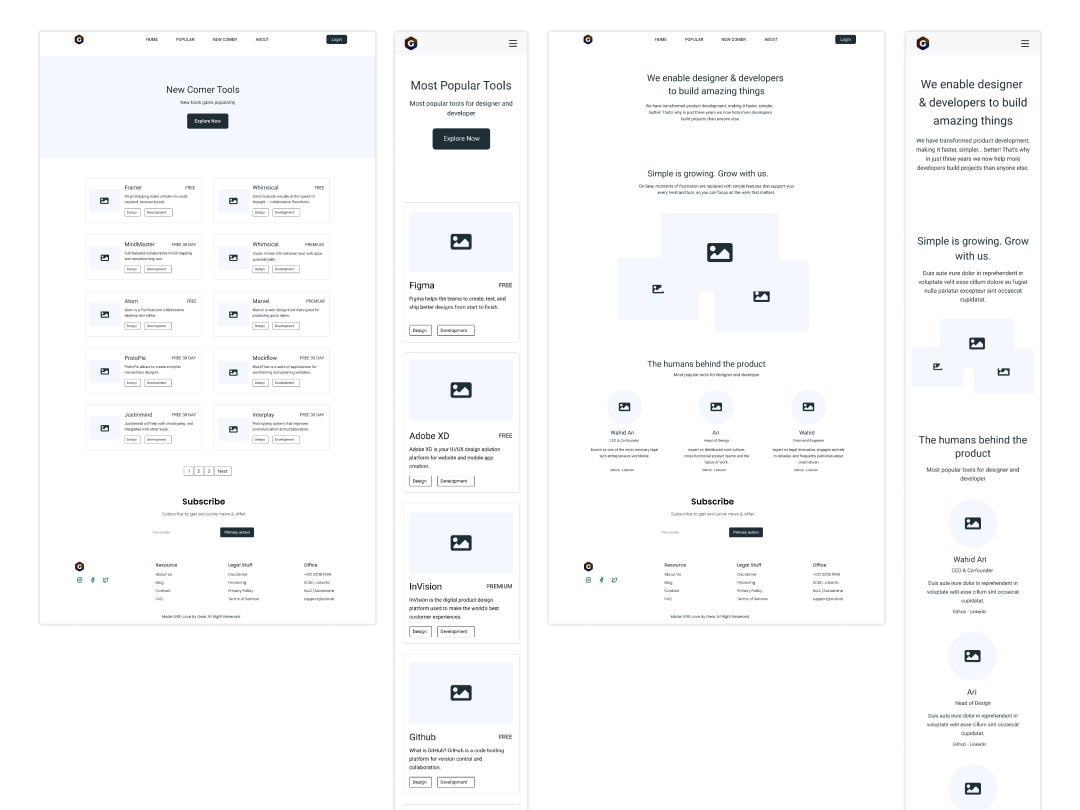 HOME POPULAR NEW COMER ABOUT Login
New Comer Tools
New tools gains popularity
Explore Now
Framer FREE
It's prototyping made simple—no code
required, browser-based
Design Development
Whimsical FREE
Communicate visually at the speed of
thought - collaborative flowcharts.
Design Development
MindMaster FREE 30 DAY
Full-featured collaborative mind mapping
and brainstorming tool.
Design Development
Whimsical PREMIUM
Zapier moves info between your web apps
automatically.
Design Development
Atom FREE
Atom is a full-featured collaborative
desktop text editor
Design Development
Marvel PREMIUM
Marvel is web design tool that's great for
producing quick ideas.
Design Development
ProtoPie FREE 30 DAY
ProtoPie allows to create complex
interactions design's
Design Development
Mockflow FREE 30 DAY
MockFlow is a suite of applications for
wireframing and planning websites.
Design Development
Justinmind FREE 30 DAY
Justinmind will help with prototyping, and
integrates with other tools.
Design Development
Interplay FREE 30 DAY
Prototyping system that improves
communication and collaboration.
Design Development
1 2 3 Next
Subscribe
Subscribe to get exclusive news & offer
Placeholder Primary action
Resource Legal Stuff Office
About Us Disclaimer +021 2208 1996
Blog Financing SCBD, Jakarta
Contact Privacy Policy
FAQ Terms of Service
Made With Love By Gear All Right Reserved
G
Most Popular Tools
Most popular tools for designer and
developer
Explore Now
Figma FREE
Figma helps the teams to create, test, and
ship better designs from start to finish.
Design Development
Adobe XD FREE
Adobe XD is your UI/UX design solution
platform for website and mobile app
creation.
Design Development
InVision PREMIUM
InVision is the digital product design
platform used to make the world's best
customer experiences.
Design Development
Github FREE
What is GitHub? GitHub is a code hosting
platform for version control and
collaboration.
Design Development
HOME POPULAR NEW COMER ABOUT Login
We enable designer & developers
to build amazing things
We have transformed product development, making it faster, simpler..
better! That's why in just three years we now help more developers
build projects than anyone else.
Simple is growing. Grow with us.
On Gear, moments of frustration are replaced with simple features that support your
every twist and turn, so you can focus on the work that matters.
The humans behind the product
Most popular tools for designer and developer
Wahid Ari
CEO & Co-founder
known as one of the most visionary legal
tech entrepreneurs worldwide.
Github - Linkedin
Ari
Head of Design
expert on distributed work culture,
cross-functional product teams and the
future of work.
Github - Linkedin
Wahid
Front-end Engineer
expert on legal innovation, engages actively
in debates, and frequently publishes about
client-driven
Github - Linkedin
Subscribe
Subscribe to get exclusive news & offer
Placeholder Primary action
Resource Legal Stuff Office
About Us Disclaimer +021 2208 1996
Blog Financing SCBD, Jakarta
Contact Privacy Policy
FAQ Terms of Service
Made With Love By Gear All Right Reserved
G
We enable designer
& developers to build
amazing things
We have transformed product development,
making it faster, simpler... better! That's why
in just three years we now help more
developers build projects than anyone else.
Simple is growing. Grow
with us.
Duis aute irure dolor in reprehenderit in
voluptate velit esse cillum dolore eu fugiat
nulla pariatur excepteur sint occaecat
cupidatat.
The humans behind the
product
Most popular tools for designer and
developer
Wahid Ari
CEO & Co-founder
Duis aute irure dolor in reprehenderit in
voluptate velit esse cillum sint occaecat
cupidatat.
Github - Linkedin
Ari
Head of Design
Duis aute irure dolor in reprehenderit in
voluptate velit esse cillum sint occaecat
cupidatat.
Github - Linkedin